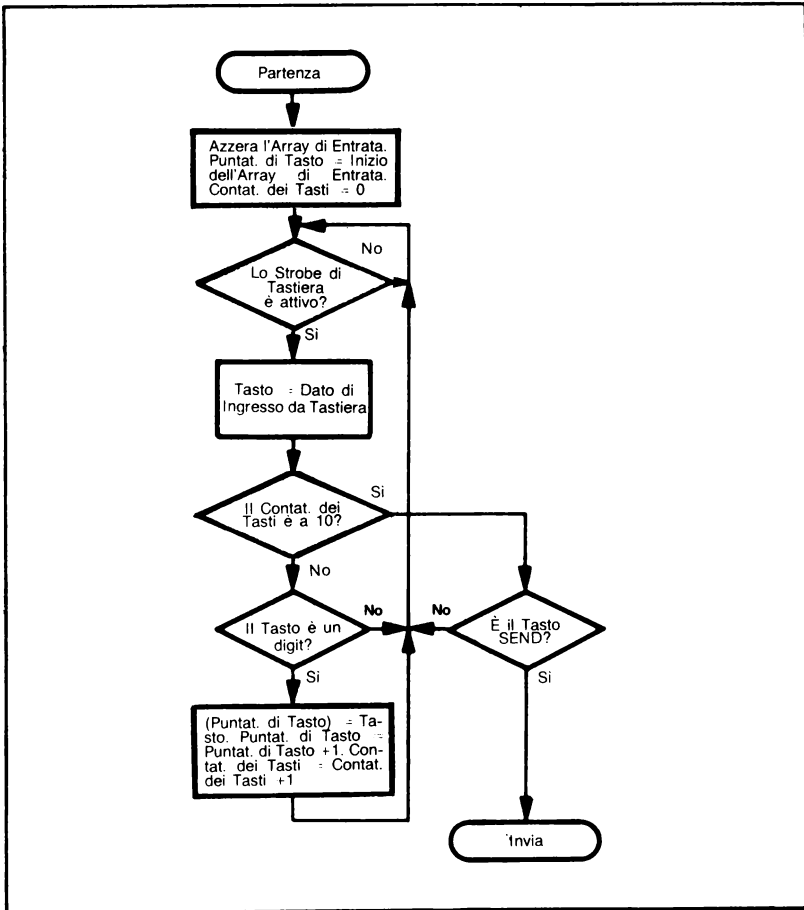 Partenza
Azzera l'Array di Entrata.
Puntat. di Tasto = Inizio
dell'Array di Entrata.
Contat. dei Tasti = 0
No
Lo Strobe di
Tastiera
è attivo?
Si
Tasto = Dato di
Ingresso da Tastiera
Si
Il Contat. dei
Tasti è a 10?
No
Il Tasto è un
digit?
No
No
È il Tasto
SEND?
Si
Si
(Puntat. di Tasto) = Ta-
sto. Puntat. di Tasto =
Puntat. di Tasto +1. Con-
tat. dei Tasti = Contat.
dei Tasti +1
Invia